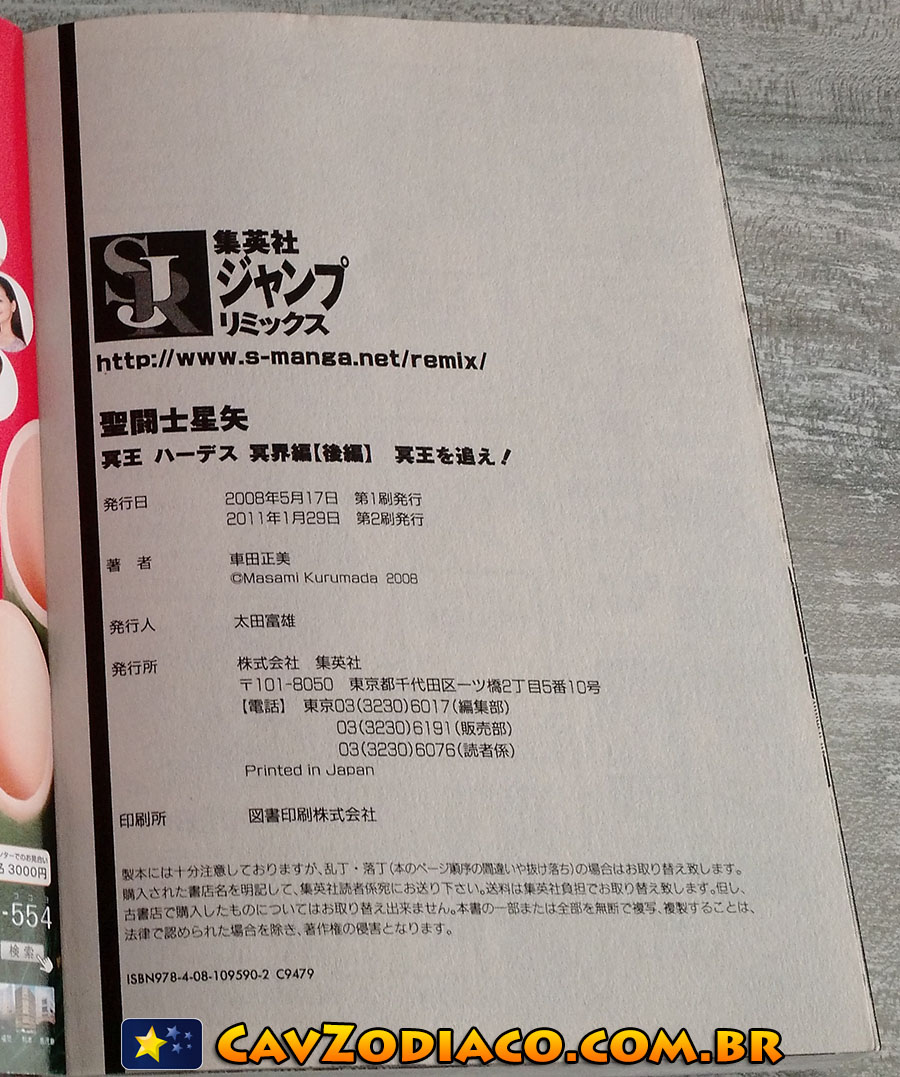 SJR
集英社
ジャンプ
リミックス
http://www.s-manga.net/remix/
聖闘士星矢
冥王 ハーデス 冥界編【後編】 冥王を追え!
発行日 2008年5月17日 第1刷発行
2011年1月29日 第2刷発行
著者 車田正美
©Masami Kurumada 2008
発行人 太田富雄
発行所 株式会社 集英社
〒101-8050 東京都千代田区一ツ橋2丁目5番10号
【電話】 東京03(3230)6017(編集部)
03(3230)6191(販売部)
03(3230)6076(読者係)
Printed in Japan
印刷所 図書印刷株式会社
製本には十分注意しておりますが、乱丁・落丁(本のページ順序の間違いや抜け落ち)の場合はお取り替え致します。
購入された書店名を明記して、集英社読者係宛にお送り下さい。送料は集英社負担でお取り替え致します。但し、
古書店で購入したものについてはお取り替え出来ません。本書の一部または全部を無断で複写、複製することは、
法律で認められた場合を除き、著作権の侵害となります。
ISBN978-4-08-109590-2 C9479
ンターでのお見合い
3000円
-554
検索
CavZodiaco.com.br